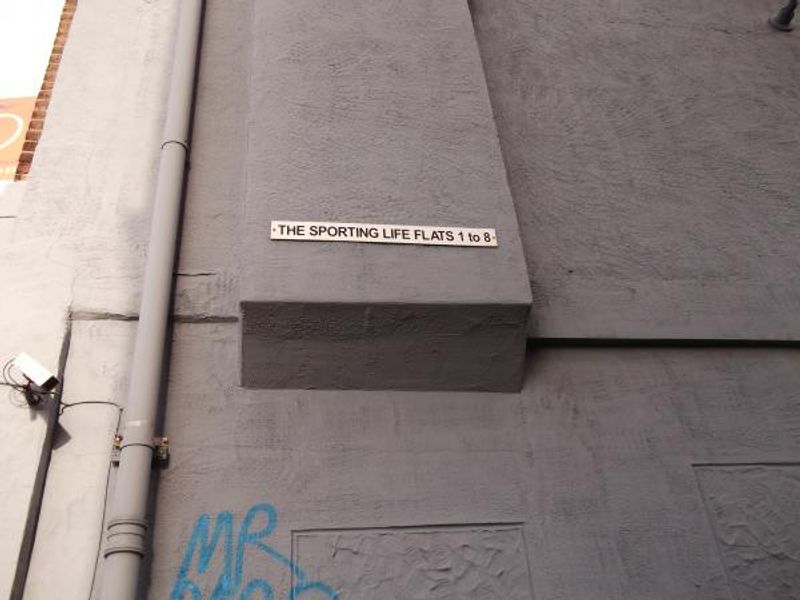 THE SPORTING LIFE FLATS 1 to 8
MR